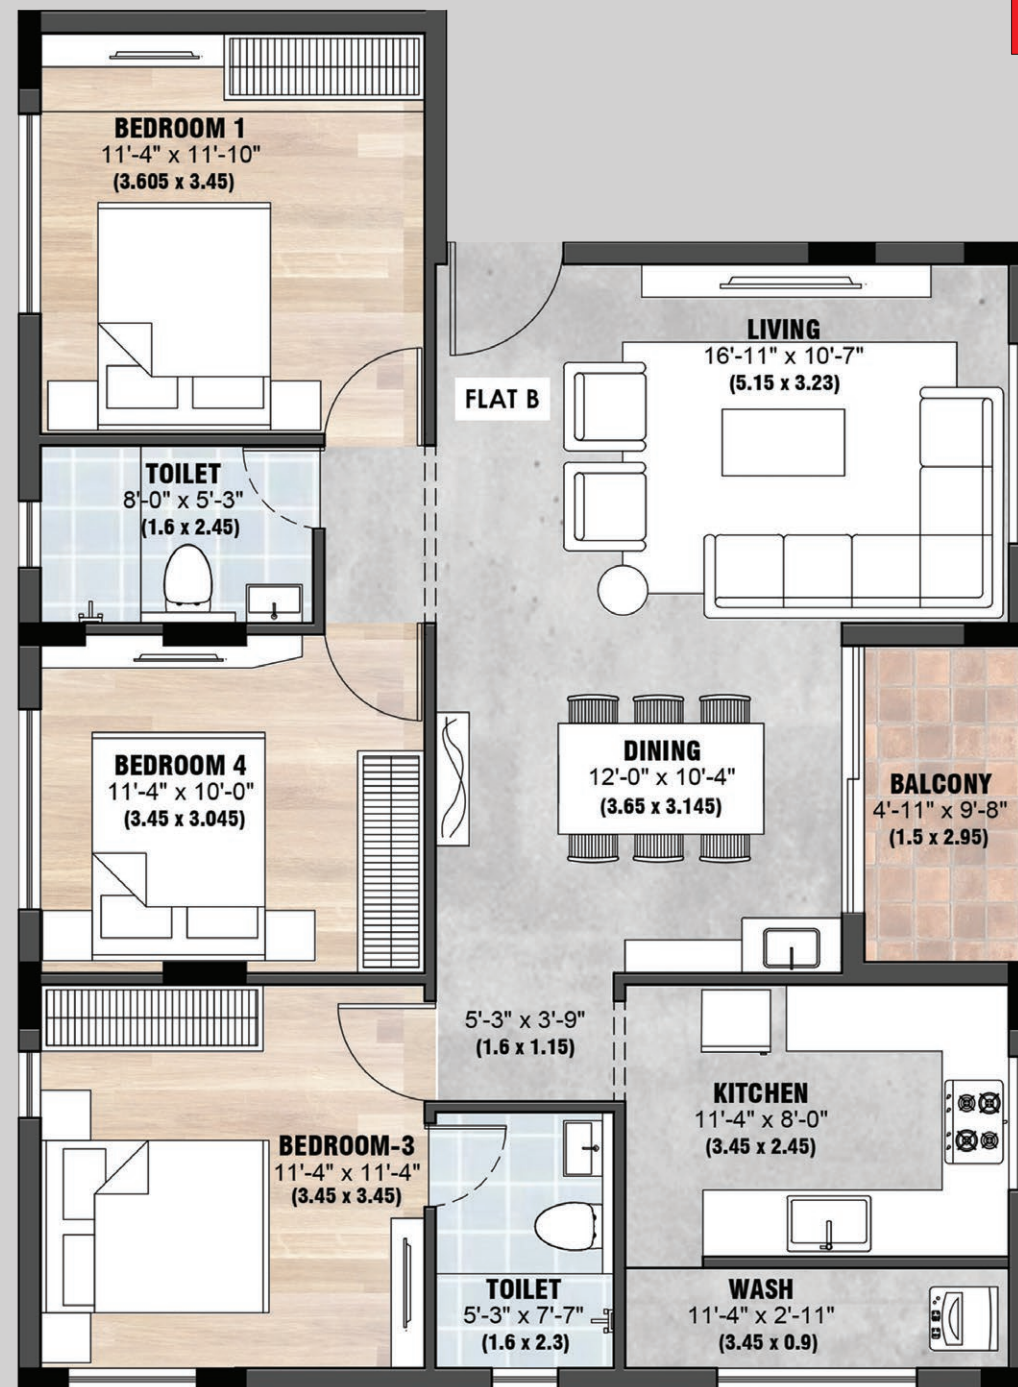 BEDROOM 1
11'-4" x 11'-10"
(3.605 x 3.45)
LIVING
16'-11" x 10'-7"
(5.15 x 3.23)
FLAT B
TOILET
8'-0" x 5'-3"
(1.6 x 2.45)
BEDROOM 4
11'-4" x 10'-0"
(3.45 x 3.045)
DINING
12'-0" x 10'-4"
(3.65 x 3.145)
BALCONY
4'-11" x 9'-8"
(1.5 x 2.95)
5'-3" x 3'-9"
(1.6 x 1.15)
KITCHEN
11'-4" x 8'-0"
(3.45 x 2.45)
BEDROOM-3
11'-4" x 11'-4"
(3.45 x 3.45)
TOILET
5'-3" x 7'-7"
(1.6 x 2.3)
WASH
11'-4" x 2'-11"
(3.45 x 0.9)